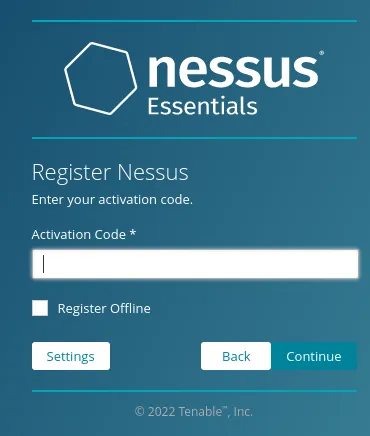 nessus®
Essentials
Register Nessus
Enter your activation code.
Activation Code *
Register Offline
Settings
Back
Continue
© 2022 Tenable™, Inc.